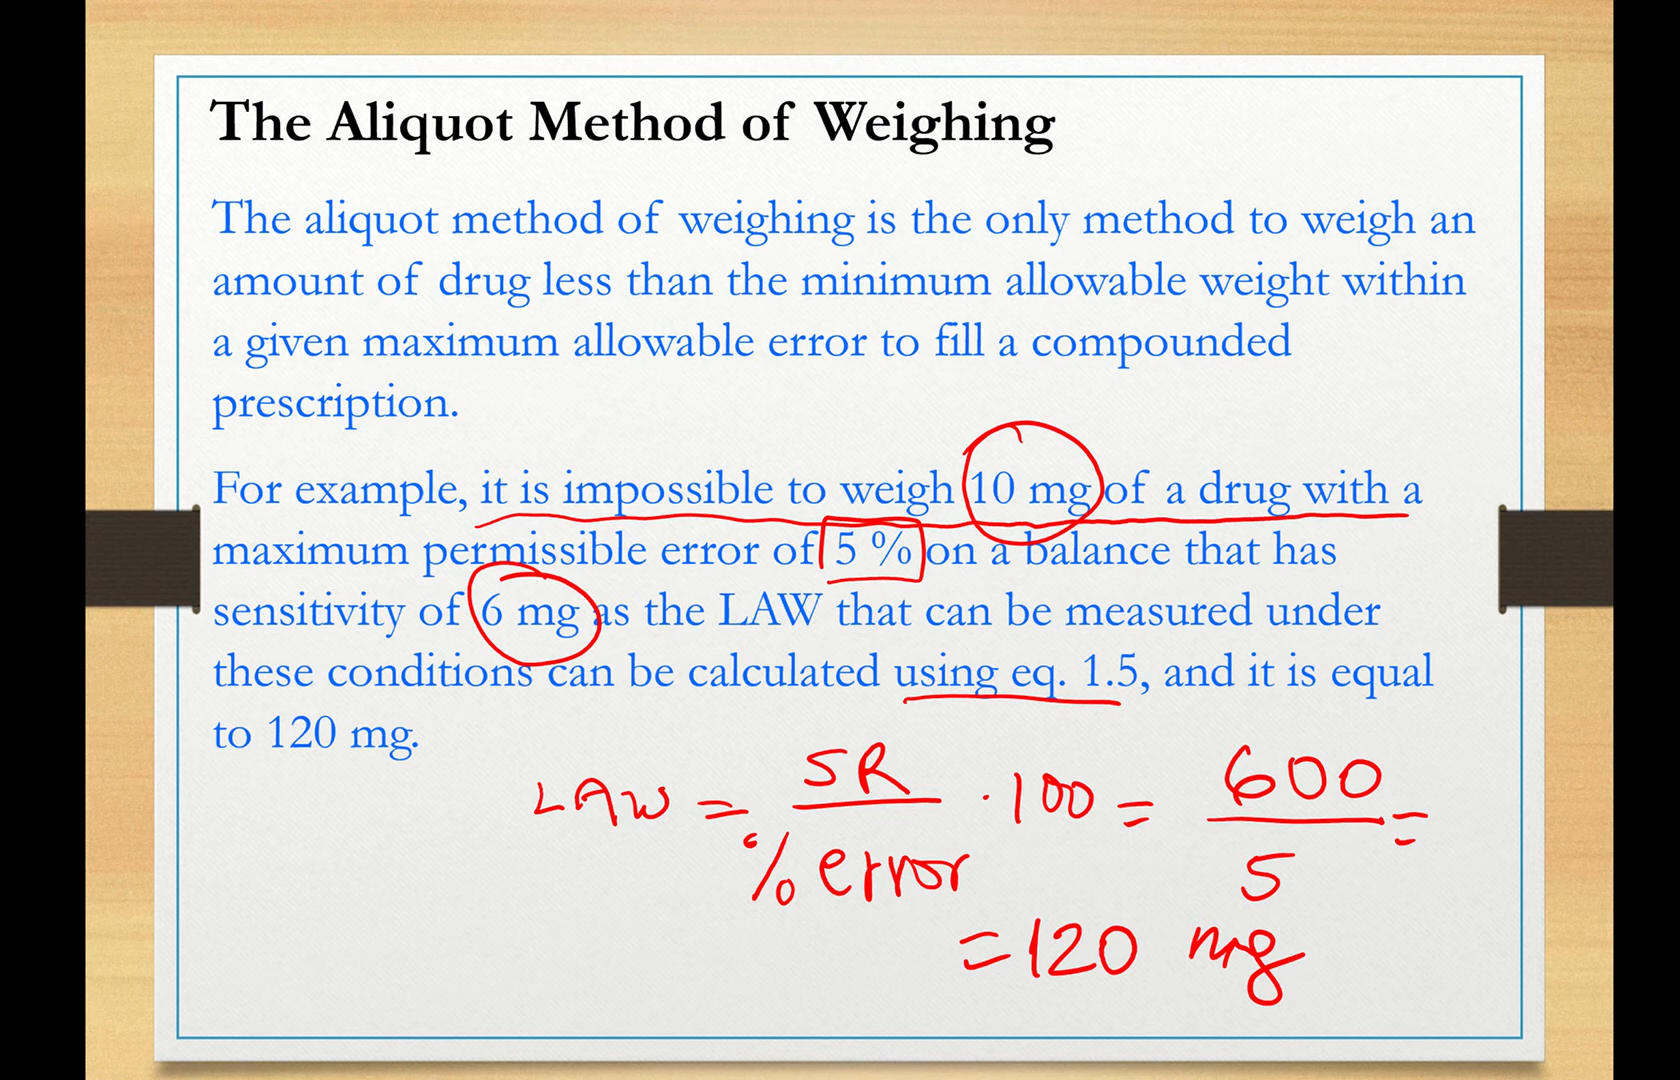 The Aliquot Method of Weighing
The aliquot method of weighing is the only method to weigh an
amount of drug less than the minimum allowable weight within
a given maximum allowable error to fill a compounded
prescription.
For example, it is impossible to weigh 10 mg of a drug with a
maximum permissible error of 5 % on a balance that has
sensitivity of 6 mg as the LAW that can be measured under
these conditions can be calculated using eq. 1.5, and it is equal
to 120 mg.
LAW = SR / % error · 100 = 600 / 5 =
= 120 mg